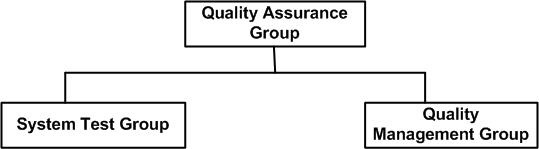 Quality Assurance
Group
System Test Group
Quality
Management Group